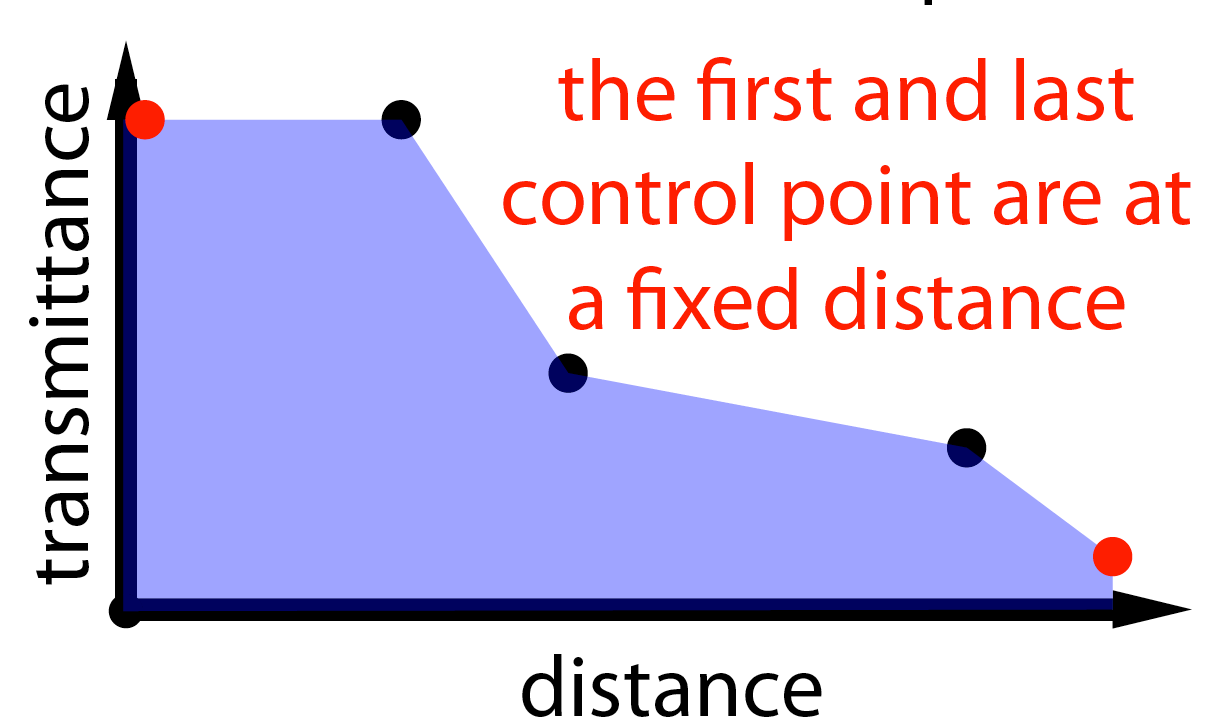 the first and last
control point are at
a fixed distance
transmittance
distance